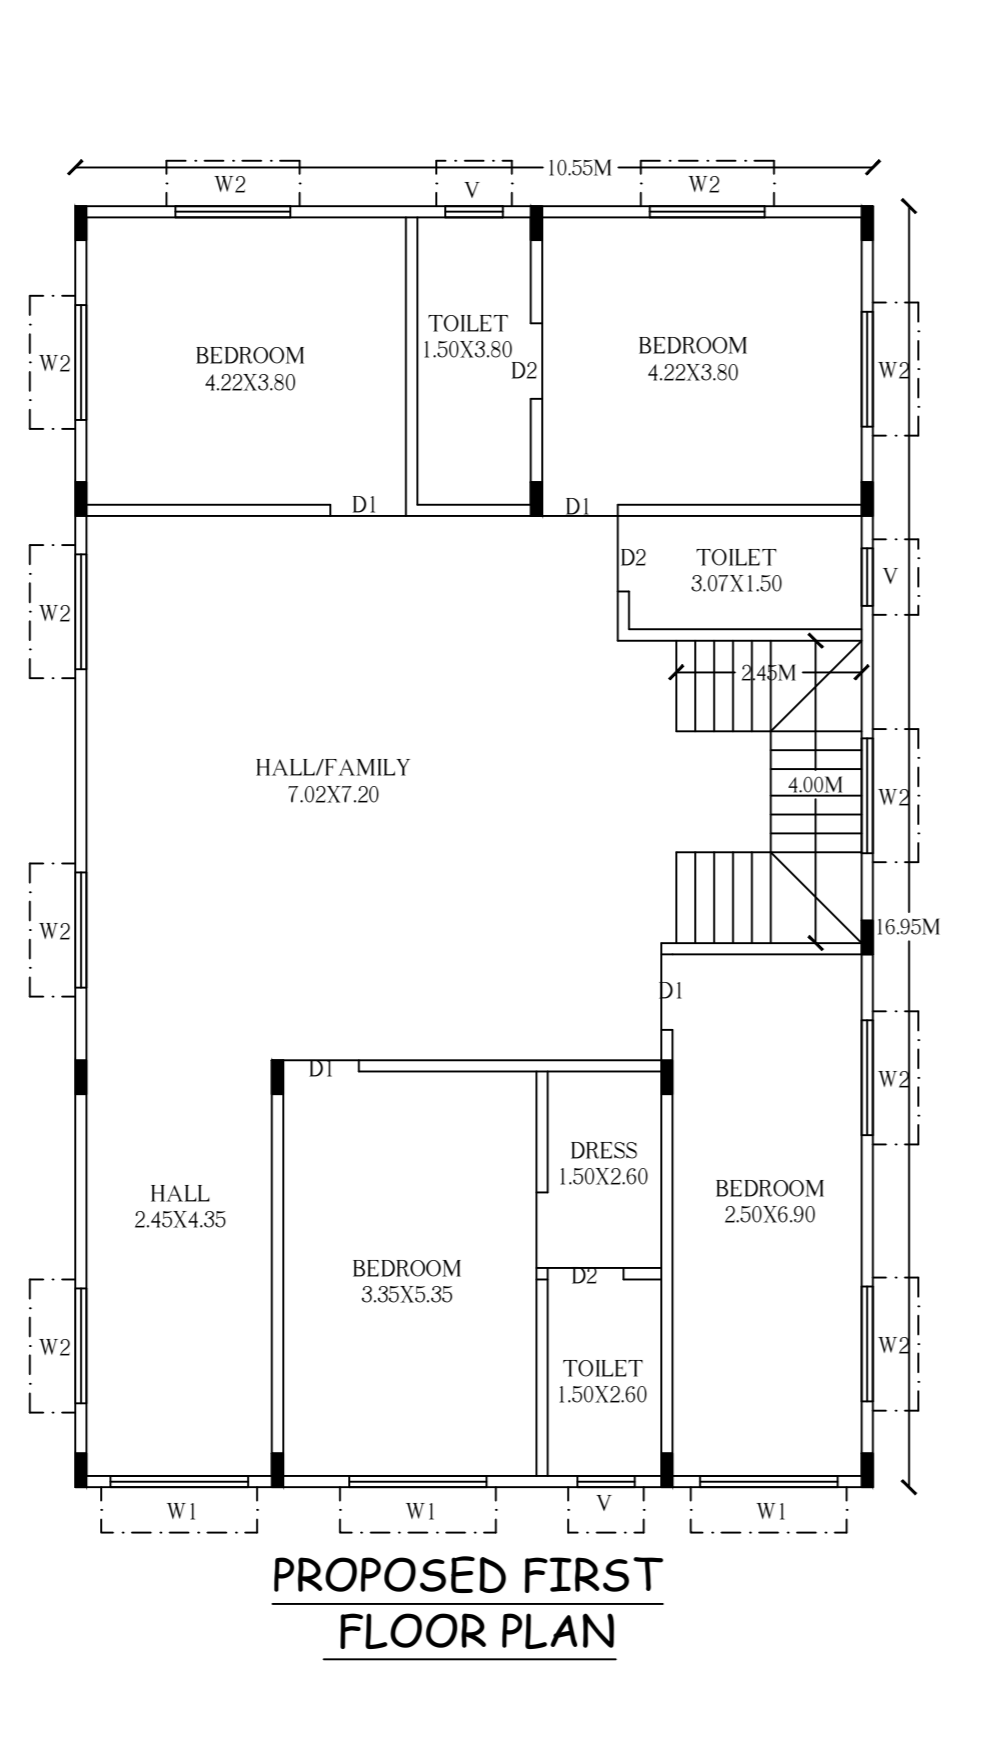 10.55M
W2
V
W2
TOILET
1.50X3.80
BEDROOM
4.22X3.80
BEDROOM
4.22X3.80
W2
D2
W2
D1
D1
D2
TOILET
3.07X1.50
V
W2
2.45M
HALL/FAMILY
7.02X7.20
4.00M
W2
W2
16.95M
D1
D1
W2
DRESS
1.50X2.60
HALL
2.45X4.35
BEDROOM
2.50X6.90
BEDROOM
3.35X5.35
D2
W2
W2
TOILET
1.50X2.60
W1
W1
V
W1
PROPOSED FIRST
FLOOR PLAN